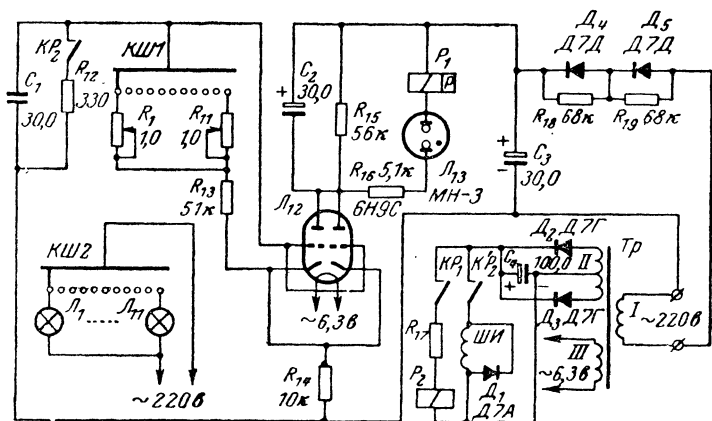 КР₂
КШ1
C₁
30,0
R₁₂
330
R₁
1,0
R₁₁
1,0
R₁₃
51к
C₂
30,0
+
R₁₅
56к
P₁
P
R₁₆ 5,1к
Л₁₃
МН-3
Л₁₂
6Н9С
~6,3в
R₁₄
10к
КШ2
Л₁ ...... Л₁₁
~220в
Д₄
Д7Д
Д₅
Д7Д
R₁₈ 68к
R₁₉ 68к
+
C₃
-
30,0
Д₂ Д7Г
C₄
100,0
+
-
Д₃ Д7Г
КР₁
КР₂
R₁₇
P₂
ШИ
Д₁
Д7А
Тр
II
I
~220в
III
~6,3в